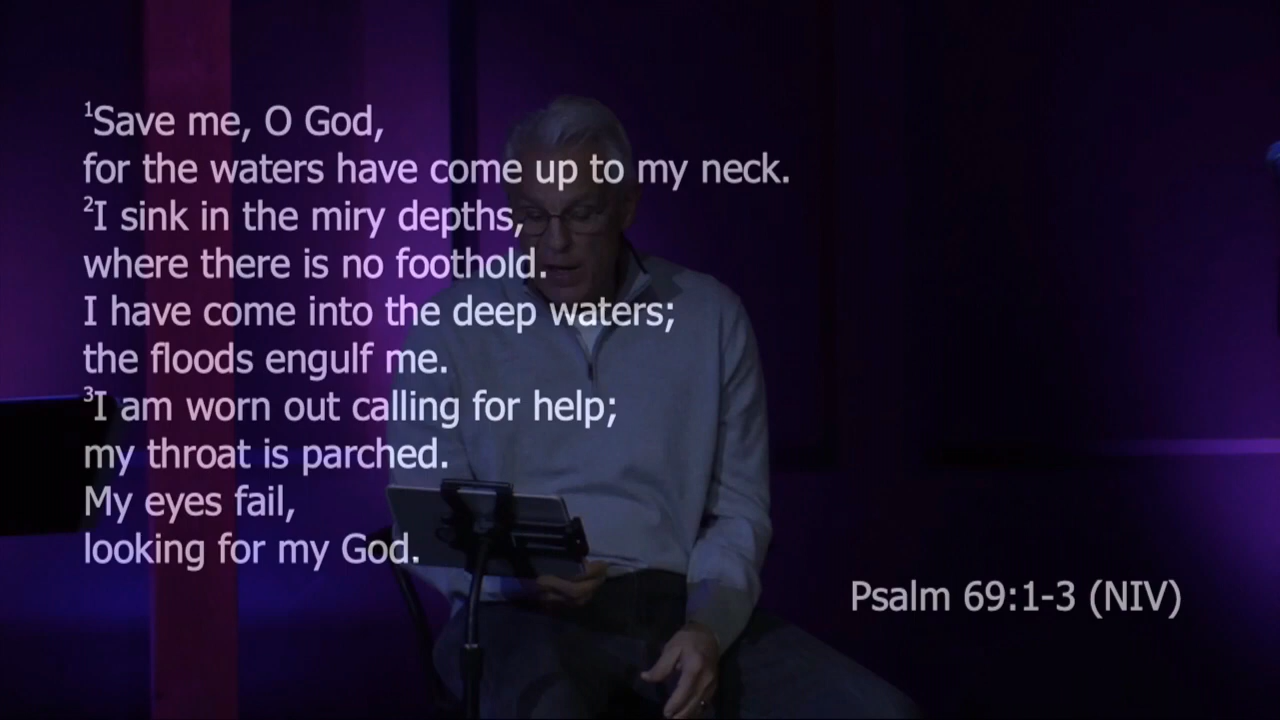 ¹Save me, O God,
for the waters have come up to my neck.
²I sink in the miry depths,
where there is no foothold.
I have come into the deep waters;
the floods engulf me.
³I am worn out calling for help;
my throat is parched.
My eyes fail,
looking for my God.
Psalm 69:1-3 (NIV)